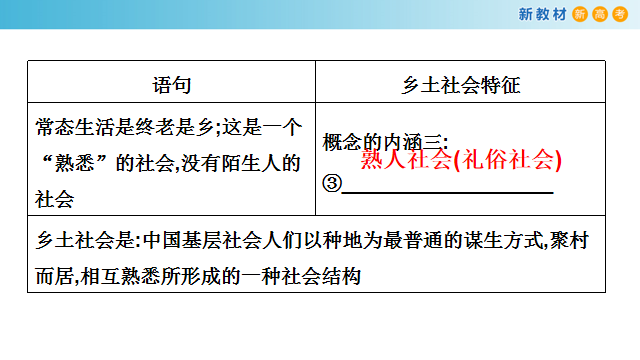 新教材 新 高 考
语句
乡土社会特征
常态生活是终老是乡;这是一个
“熟悉”的社会,没有陌生人的
社会
概念的内涵三:
熟人社会(礼俗社会)
③____________________
乡土社会是:中国基层社会人们以种地为最普通的谋生方式,聚村
而居,相互熟悉所形成的一种社会结构